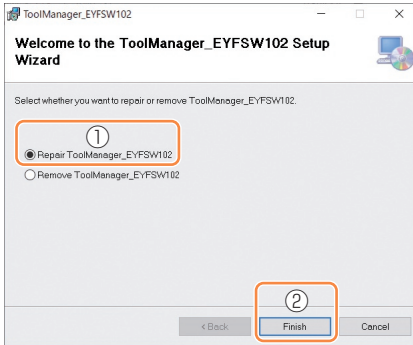 ToolManager_EYFSW102
Welcome to the ToolManager_EYFSW102 Setup
Wizard
Select whether you want to repair or remove ToolManager_EYFSW102.
①
Repair ToolManager_EYFSW102
Remove ToolManager_EYFSW102
②
< Back Finish Cancel